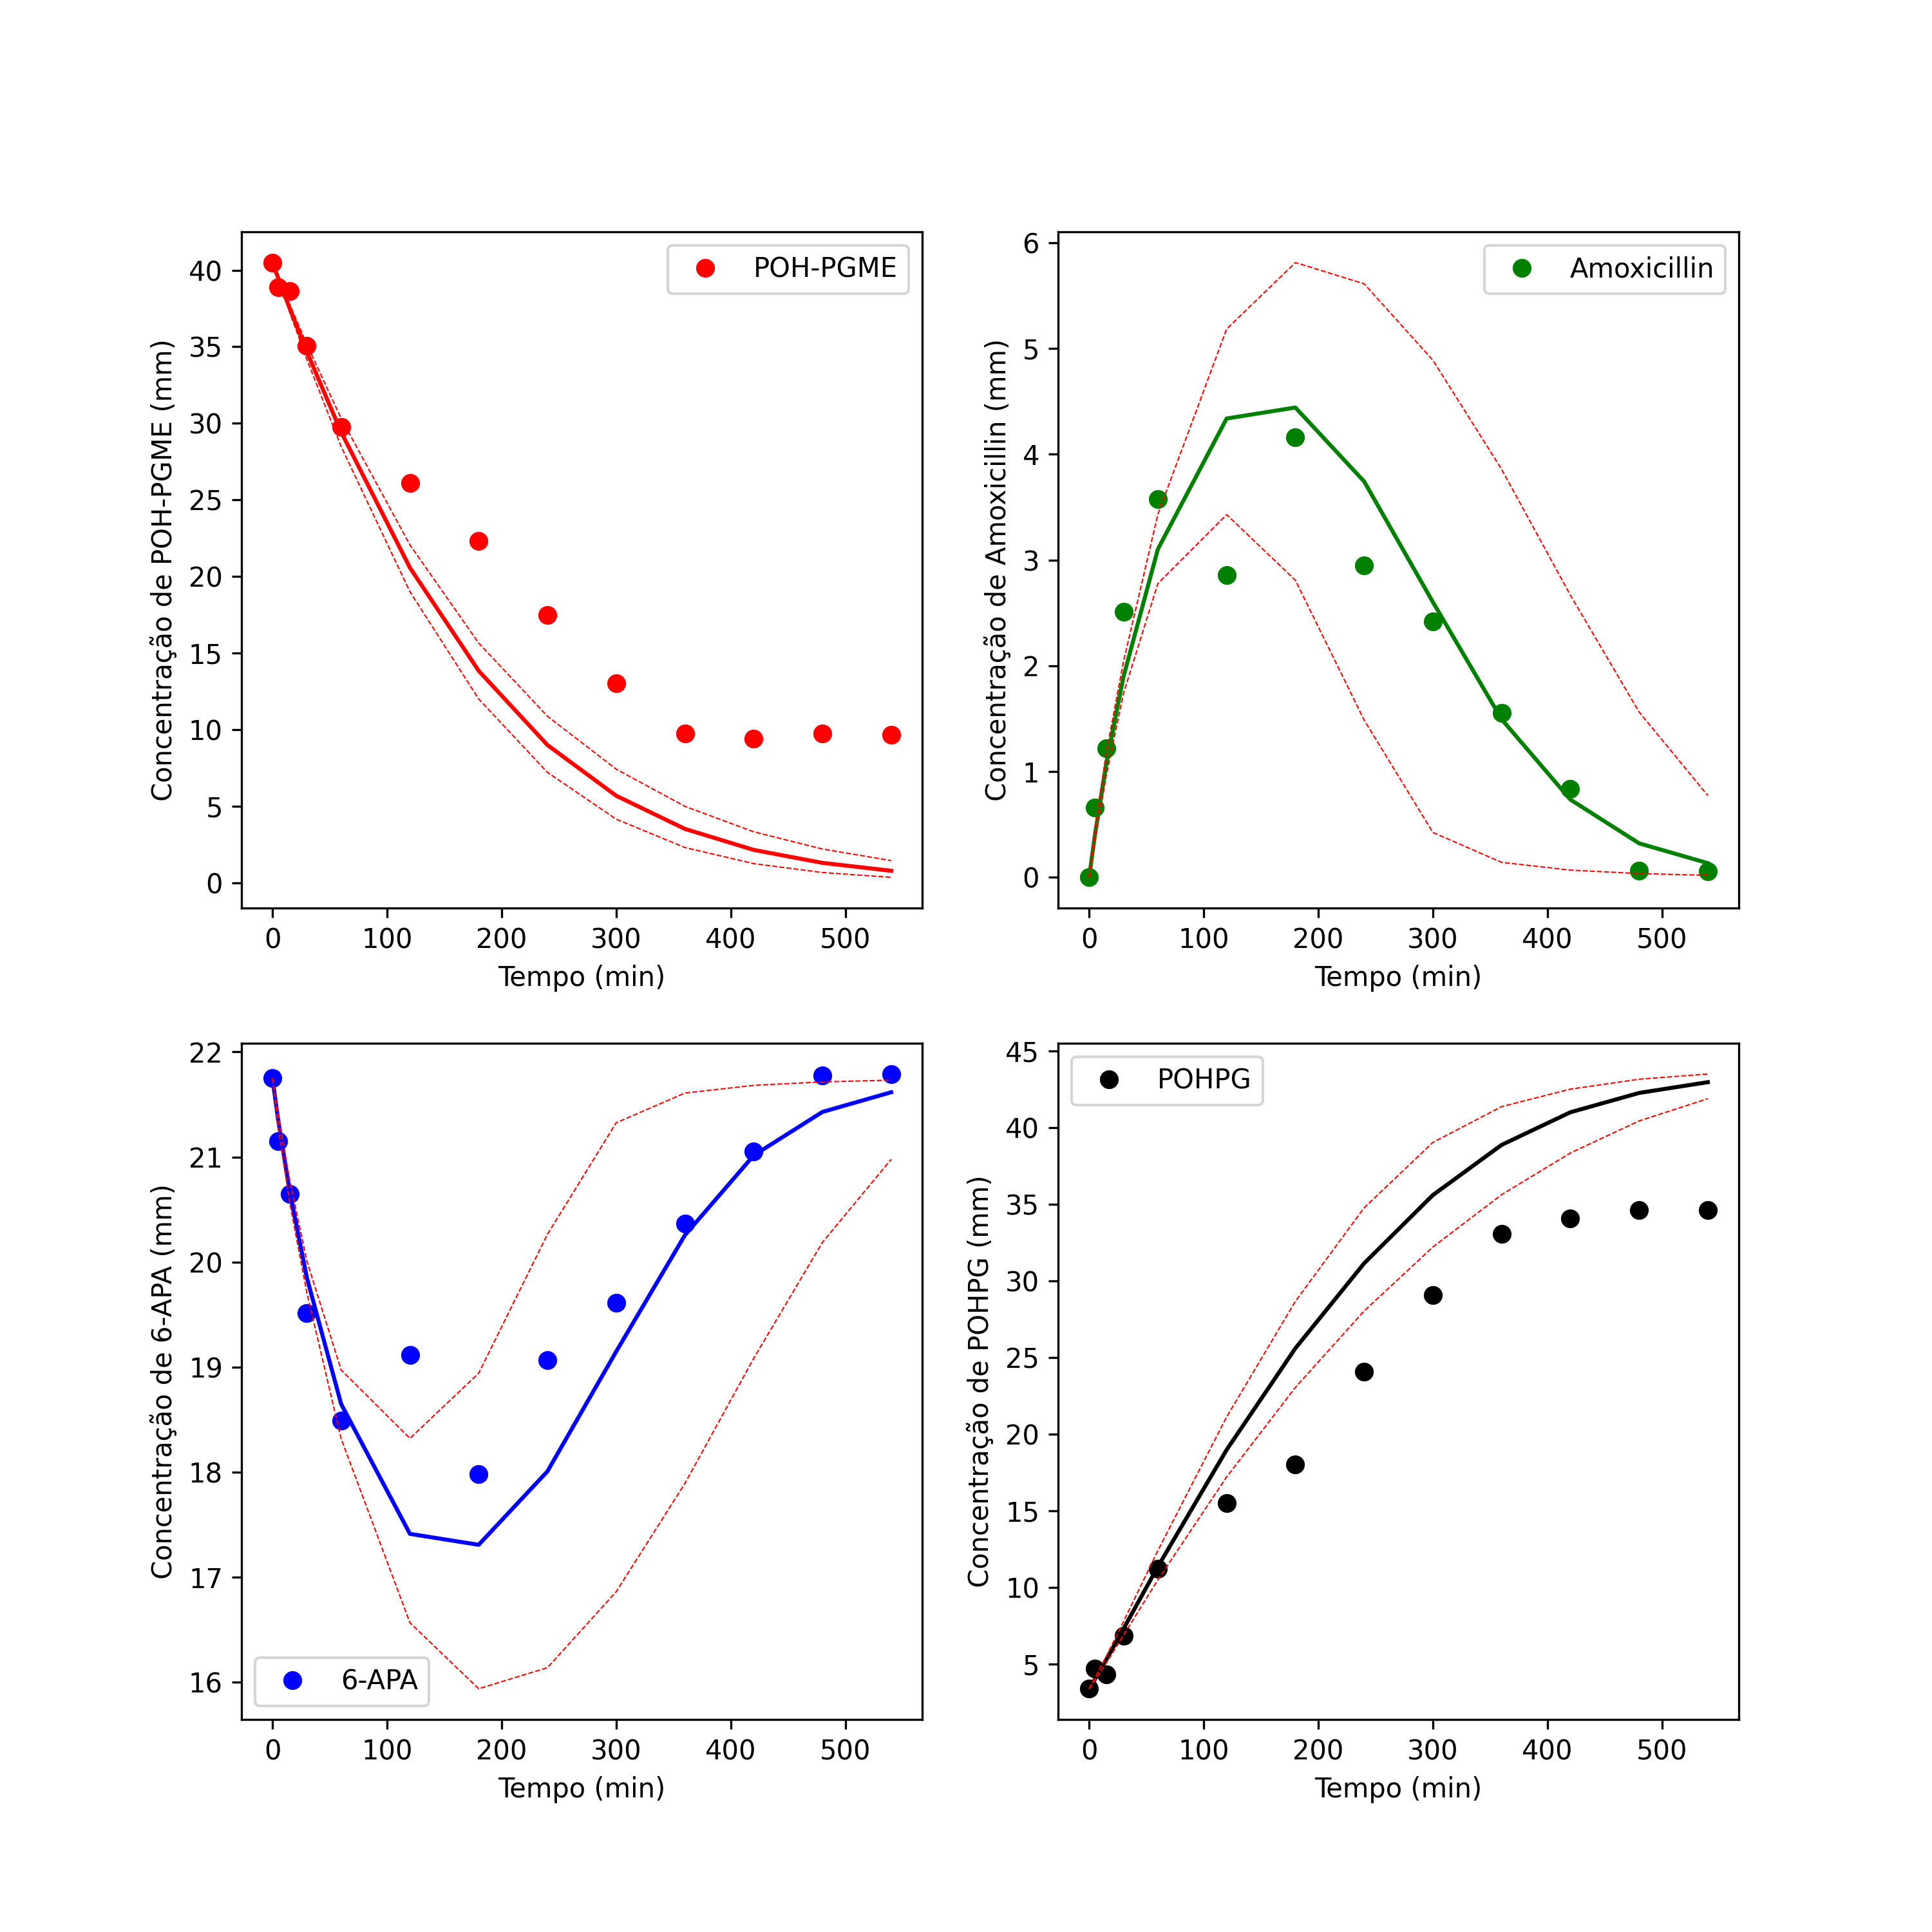 POH-PGME
Concentração de POH-PGME (mm)
40
35
30
25
20
15
10
5
0
0 100 200 300 400 500
Tempo (min)
Amoxicillin
Concentração de Amoxicillin (mm)
6
5
4
3
2
1
0
0 100 200 300 400 500
Tempo (min)
6-APA
Concentração de 6-APA (mm)
22
21
20
19
18
17
16
0 100 200 300 400 500
Tempo (min)
POHPG
Concentração de POHPG (mm)
45
40
35
30
25
20
15
10
5
0 100 200 300 400 500
Tempo (min)